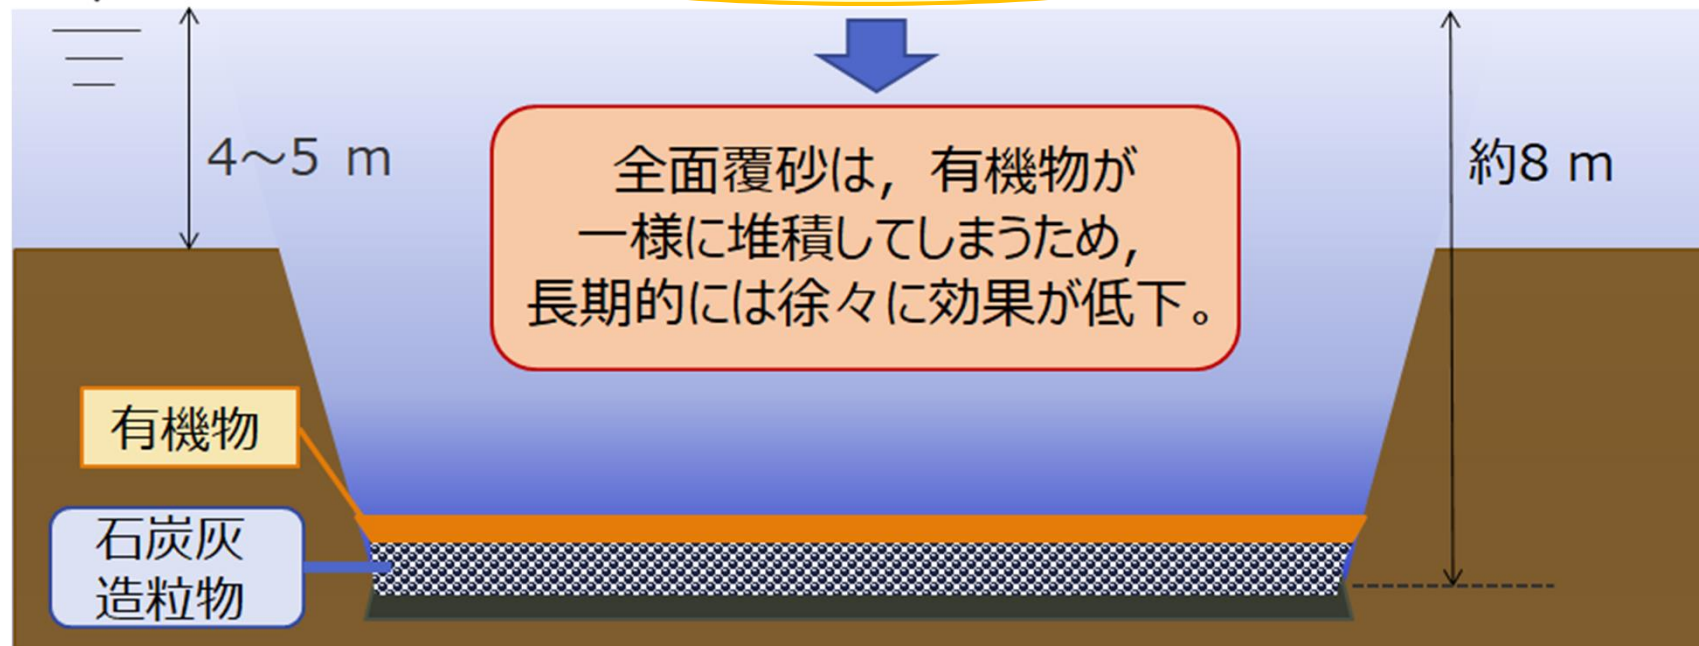 4～5 m
約8 m
全面覆砂は，有機物が
一様に堆積してしまうため，
長期的には徐々に効果が低下。
有機物
石炭灰
造粒物